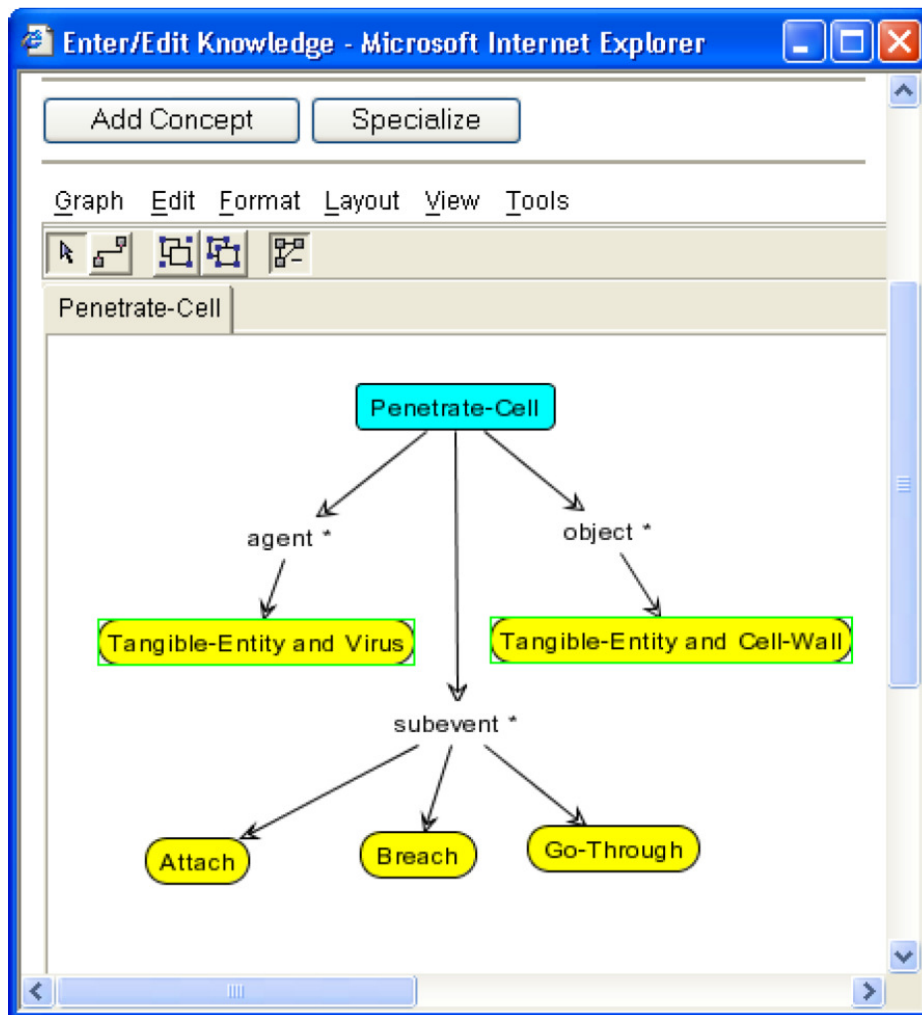 Enter/Edit Knowledge - Microsoft Internet Explorer
Add Concept Specialize
Graph Edit Format Layout View Tools
Penetrate-Cell
Penetrate-Cell
agent * object *
Tangible-Entity and Virus Tangible-Entity and Cell-Wall
subevent *
Attach Breach Go-Through